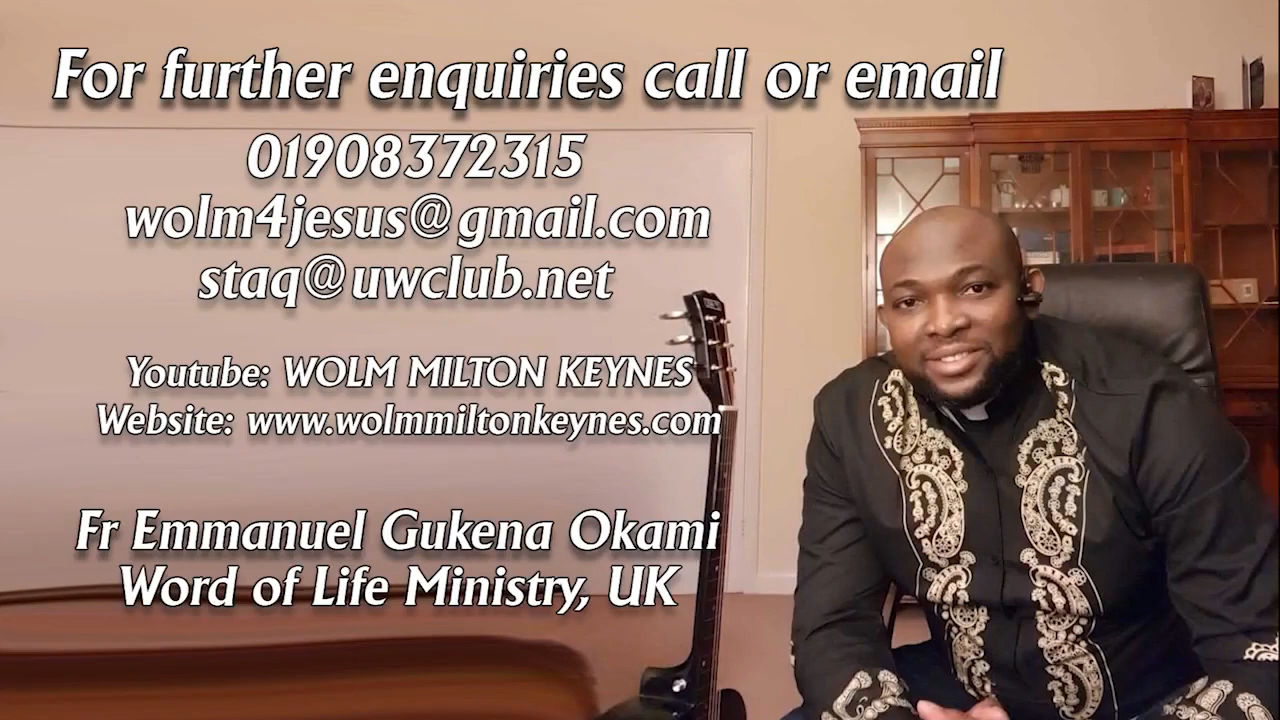 For further enquiries call or email
01908372315
wolm4jesus@gmail.com
staq@uwclub.net
Youtube: WOLM MILTON KEYNES
Website: www.wolmmiltonkeynes.com
Fr Emmanuel Gukena Okami
Word of Life Ministry, UK